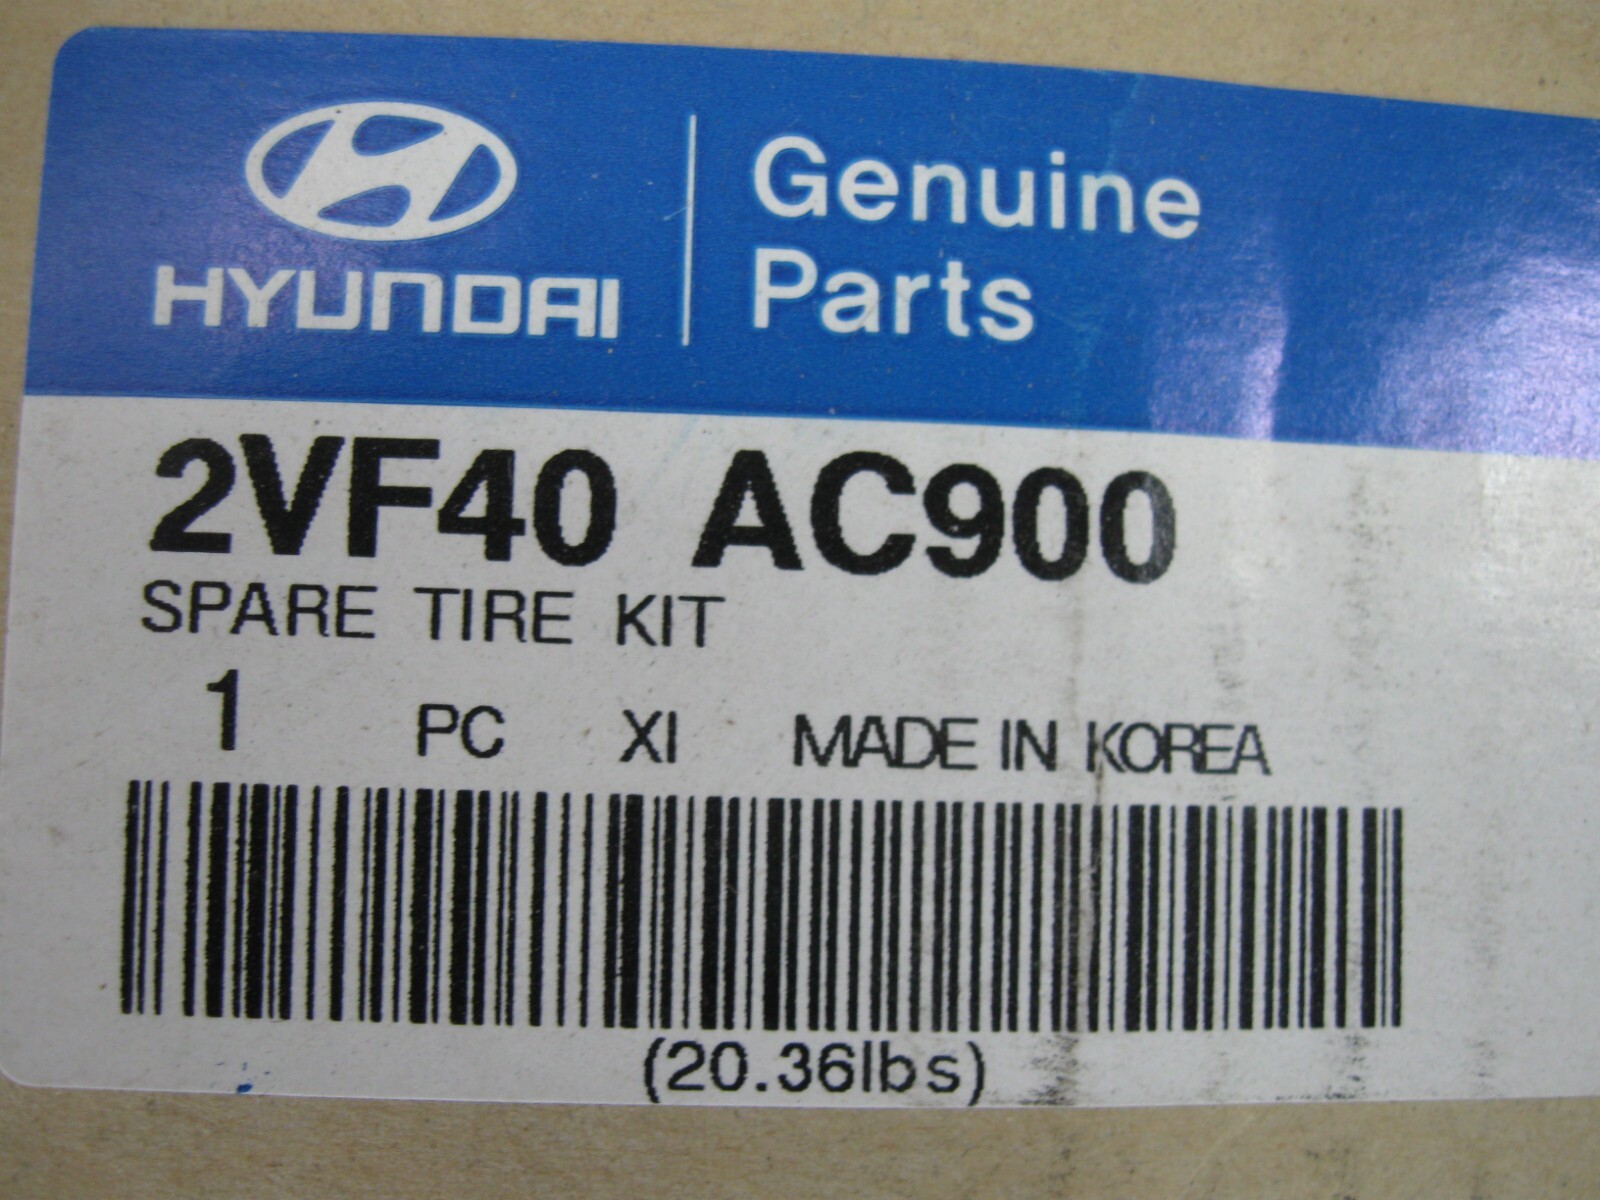 HYUNDAI
Genuine
Parts
2VF40 AC900
SPARE TIRE KIT
1 PC XI MADE IN KOREA
(20.36lbs)